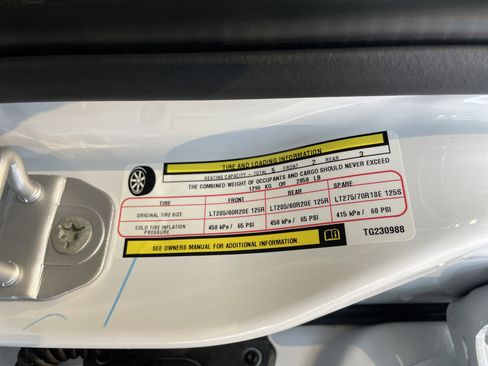 TIRE AND LOADING INFORMATION
SEATING CAPACITY - TOTAL 5 FRONT 2 REAR 3
THE COMBINED WEIGHT OF OCCUPANTS AND CARGO SHOULD NEVER EXCEED
1296 KG OR 2858 LB
TIRE FRONT REAR SPARE
ORIGINAL TIRE SIZE LT285/60R20E 125R LT285/60R20E 125R LT275/70R18E 125S
COLD TIRE INFLATION PRESSURE 450 kPa / 65 PSI 450 kPa / 65 PSI 415 kPa / 60 PSI
SEE OWNERS MANUAL FOR ADDITIONAL INFORMATION
TG230988